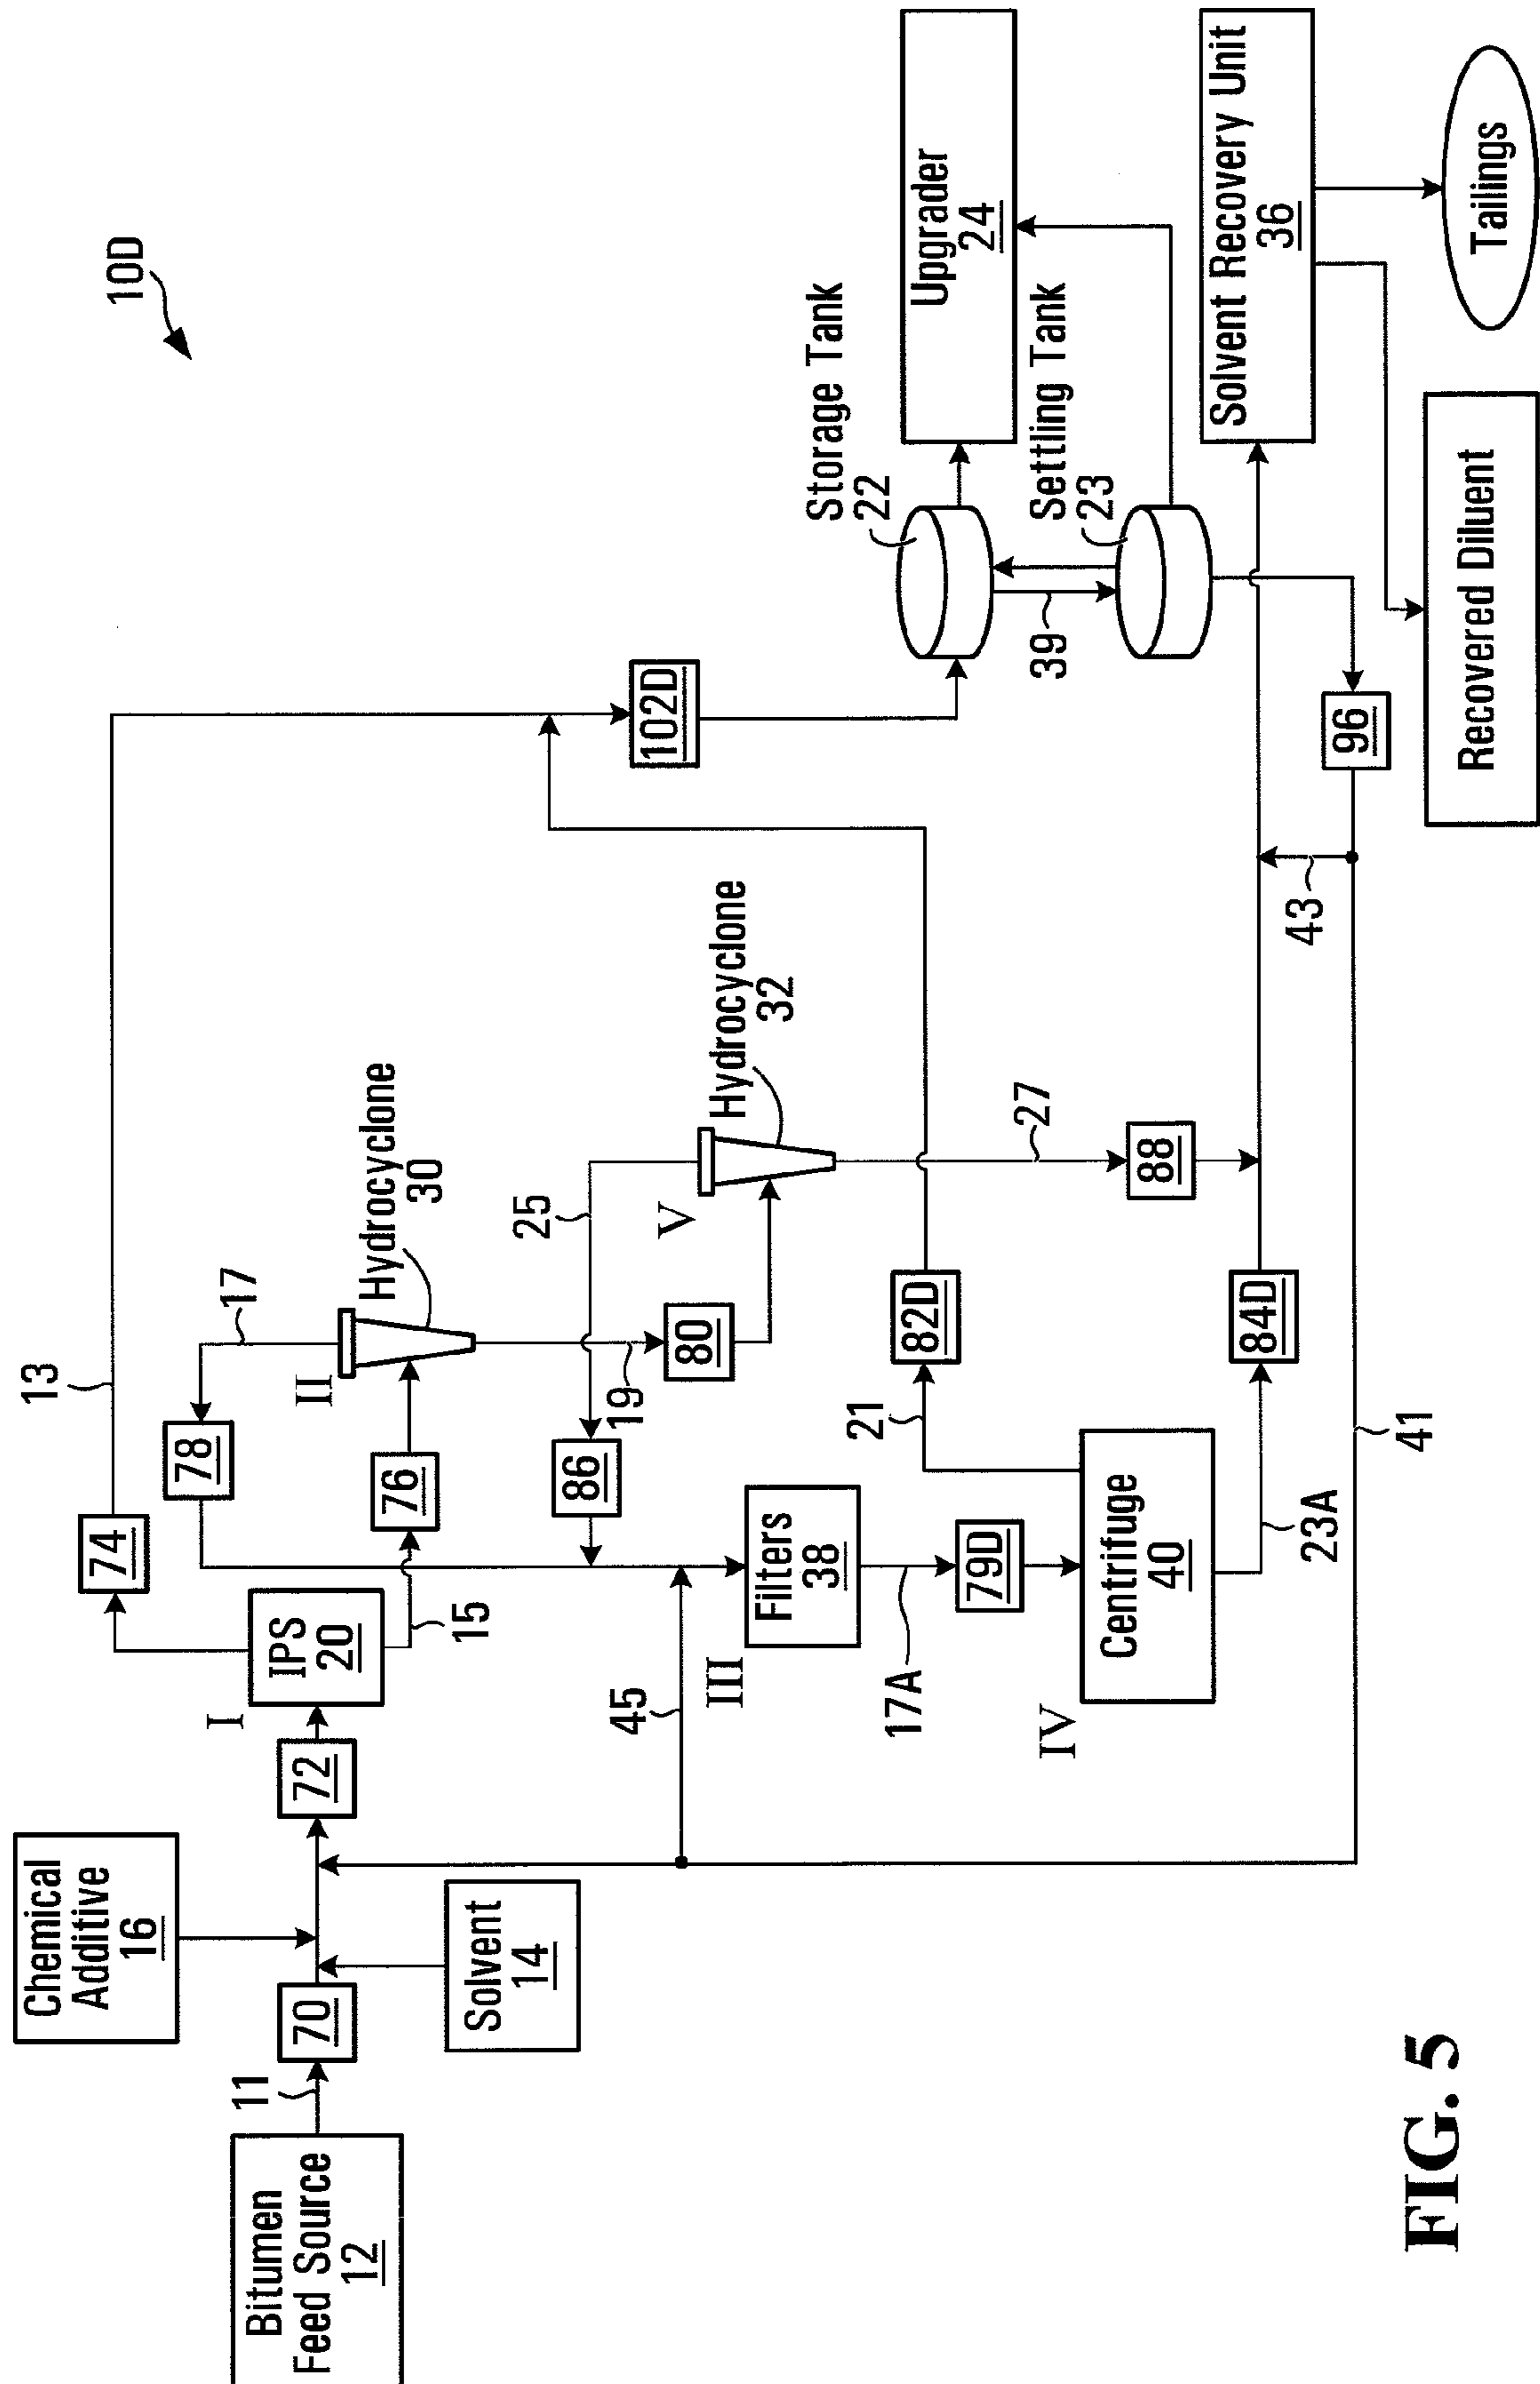 10D
Chemical
Additive
16
13
74
17
78
Bitumen
Feed Source
12
11
70
72
I
IPS
20
15
76
II
Hydrocyclone
30
Solvent
14
45
25
86
19
80
V
Hydrocyclone
32
102D
III
Filters
38
17A
79D
IV
Centrifuge
40
21
82D
23A
84D
27
88
41
43
Storage Tank
22
39
Settling Tank
23
96
Upgrader
24
Solvent Recovery Unit
36
Recovered Diluent
Tailings
FIG. 5